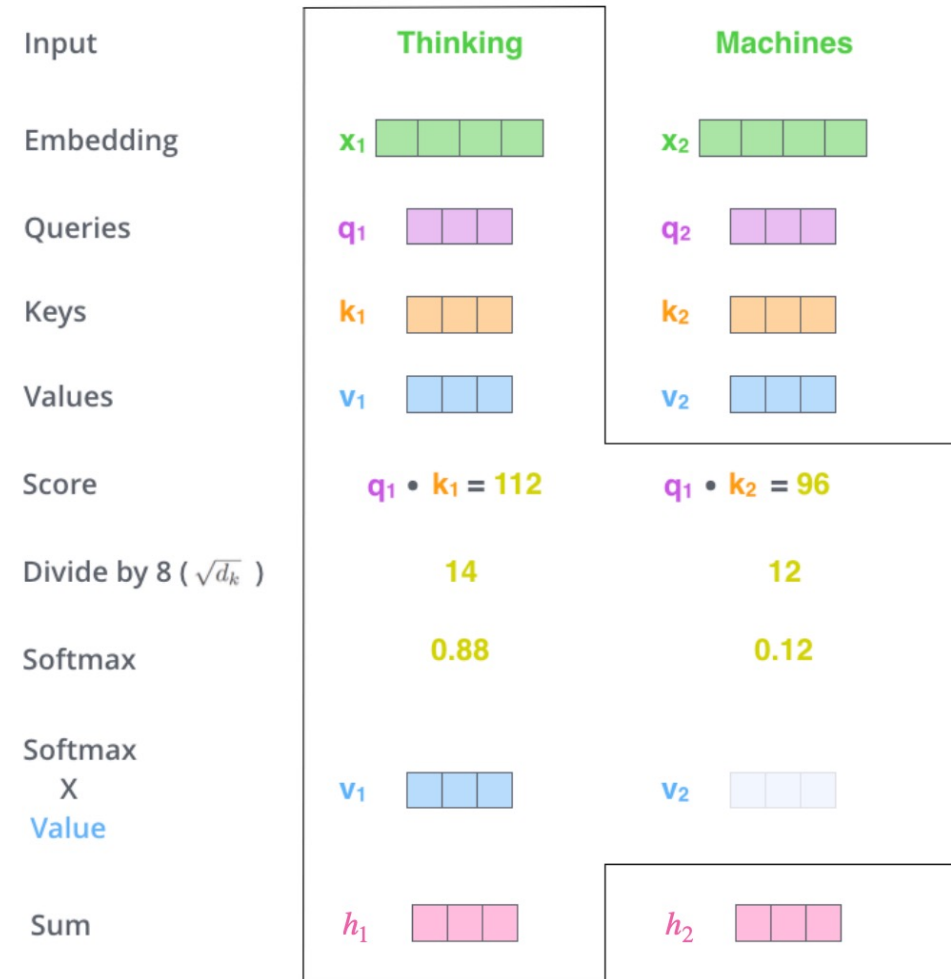 Input Thinking Machines
Embedding x₁ x₂
Queries q₁ q₂
Keys k₁ k₂
Values v₁ v₂
Score q₁ • k₁ = 112 q₁ • k₂ = 96
Divide by 8 ( √dₖ ) 14 12
Softmax 0.88 0.12
Softmax
X
Value
v₁ v₂
Sum h₁ h₂